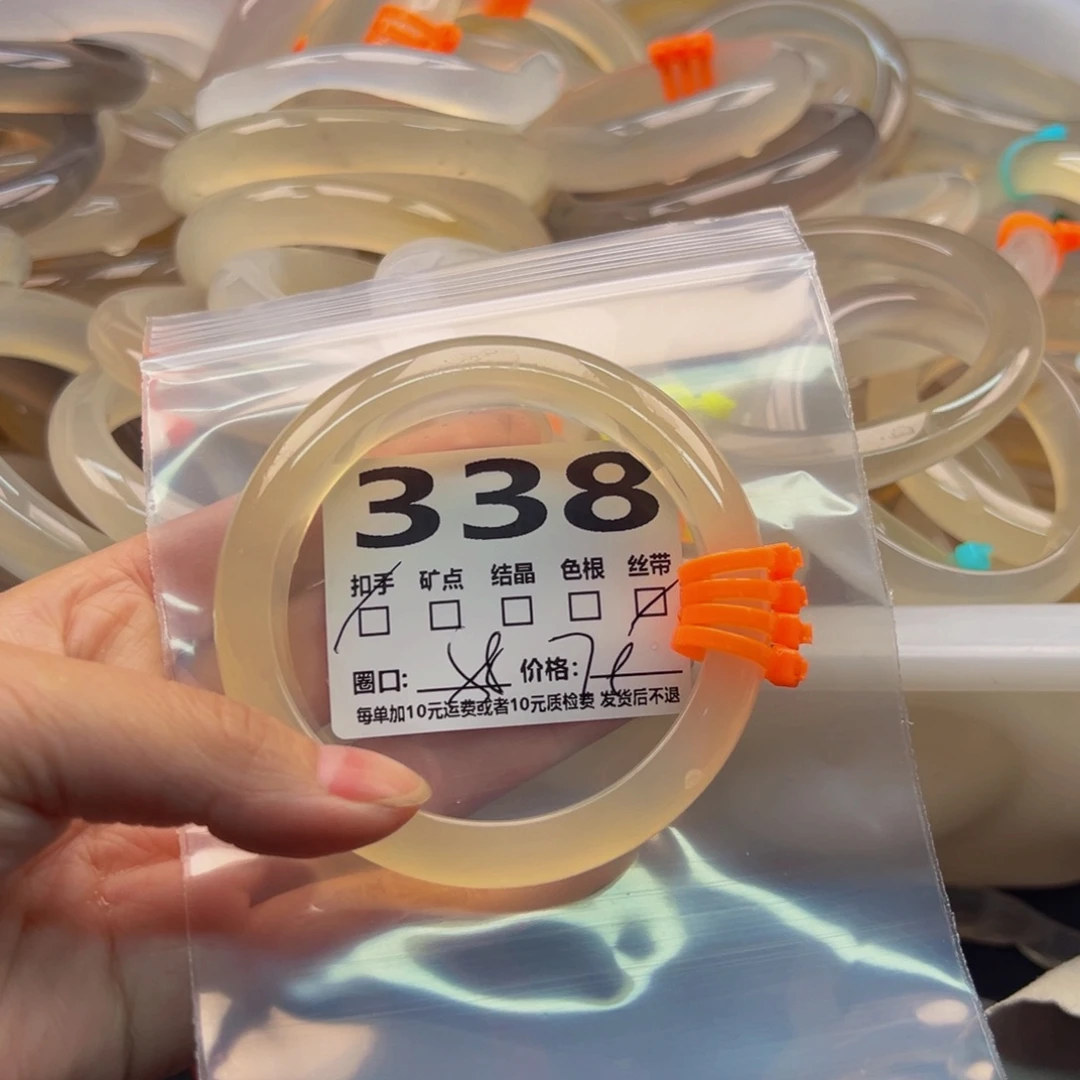 338
扣手 矿点 结晶 色根 丝带
圈口: 58 价格:
每单加10元运费或者10元质检费 发货后不退